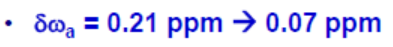 • δωa = 0.21 ppm → 0.07 ppm